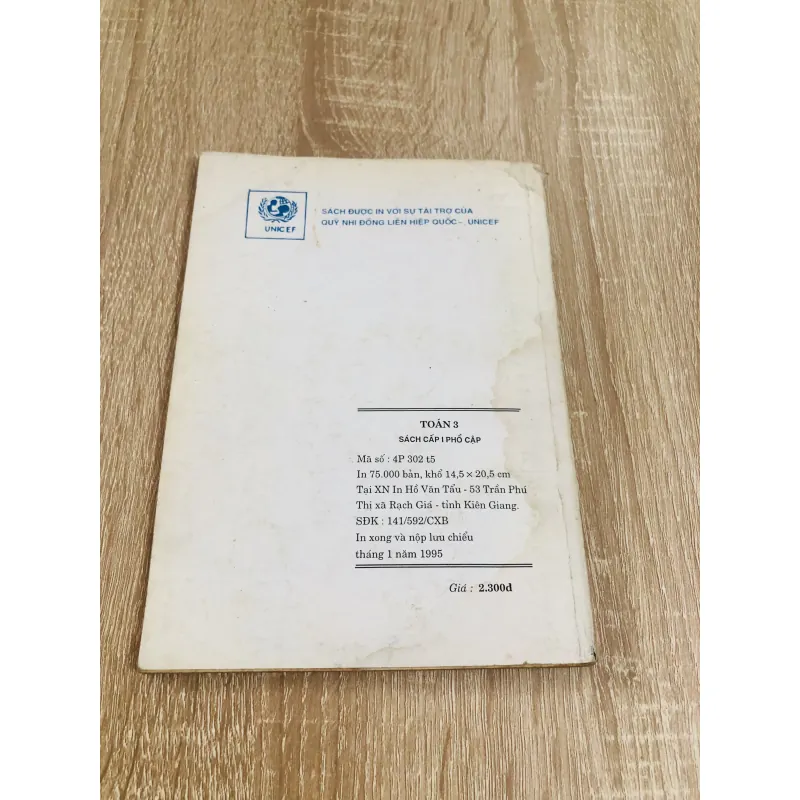 UNICEF
SÁCH ĐƯỢC IN VỚI SỰ TÀI TRỢ CỦA
QUỸ NHI ĐỒNG LIÊN HIỆP QUỐC - UNICEF
TOÁN 3
SÁCH CẤP I PHỔ CẬP
Mã số : 4P 302 t5
In 75.000 bản, khổ 14,5 × 20,5 cm
Tại XN In Hồ Văn Tẩu - 53 Trần Phú
Thị xã Rạch Giá - tỉnh Kiên Giang.
SĐK : 141/592/CXB
In xong và nộp lưu chiểu
tháng 1 năm 1995
Giá : 2.300đ